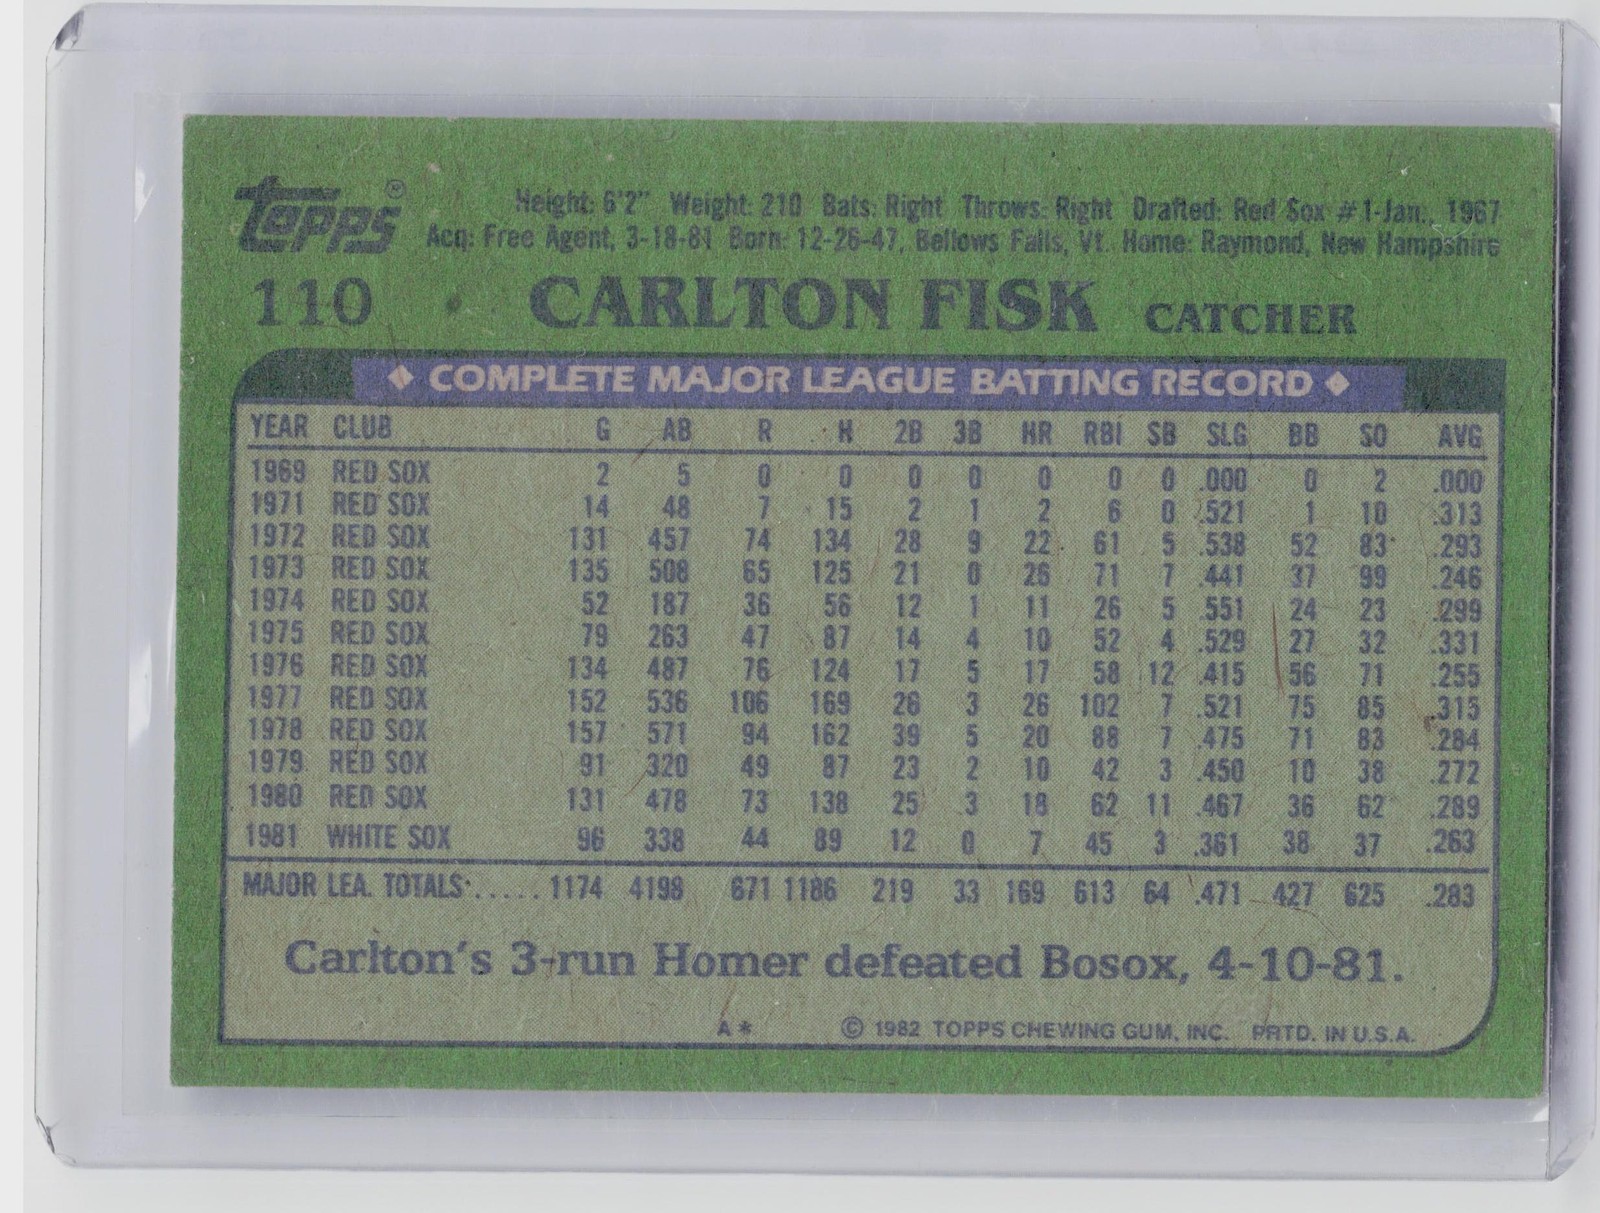 Topps®
Height: 6'2" Weight: 210 Bats: Right Throws: Right Drafted: Red Sox #1-Jan., 1967
Acq: Free Agent, 3-18-81 Born: 12-26-47, Bellows Falls, Vt. Home: Raymond, New Hampshire
110 CARLTON FISK CATCHER
◆ COMPLETE MAJOR LEAGUE BATTING RECORD ◆
YEAR CLUB G AB R H 2B 3B HR RBI SB SLG BB SO AVG
1969 RED SOX 2 5 0 0 0 0 0 0 0 .000 0 2 .000
1971 RED SOX 14 48 7 15 2 1 2 6 0 .521 1 10 .313
1972 RED SOX 131 457 74 134 28 9 22 61 5 .538 52 83 .293
1973 RED SOX 135 508 65 125 21 0 26 71 7 .441 37 99 .246
1974 RED SOX 52 187 36 56 12 1 11 26 5 .551 24 23 .299
1975 RED SOX 79 263 47 87 14 4 10 52 4 .529 27 32 .331
1976 RED SOX 134 487 76 124 17 5 17 58 12 .415 56 71 .255
1977 RED SOX 152 536 106 169 26 3 26 102 7 .521 75 85 .315
1978 RED SOX 157 571 94 162 39 5 20 88 7 .475 71 83 .284
1979 RED SOX 91 320 49 87 23 2 10 42 3 .450 10 38 .272
1980 RED SOX 131 478 73 138 25 3 18 62 11 .467 36 62 .289
1981 WHITE SOX 96 338 44 89 12 0 7 45 3 .361 38 37 .263
MAJOR LEA. TOTALS ..... 1174 4198 671 1186 219 33 169 613 64 .471 427 625 .283
Carlton's 3-run Homer defeated Bosox, 4-10-81.
A* © 1982 TOPPS CHEWING GUM, INC. PRTD. IN U.S.A.